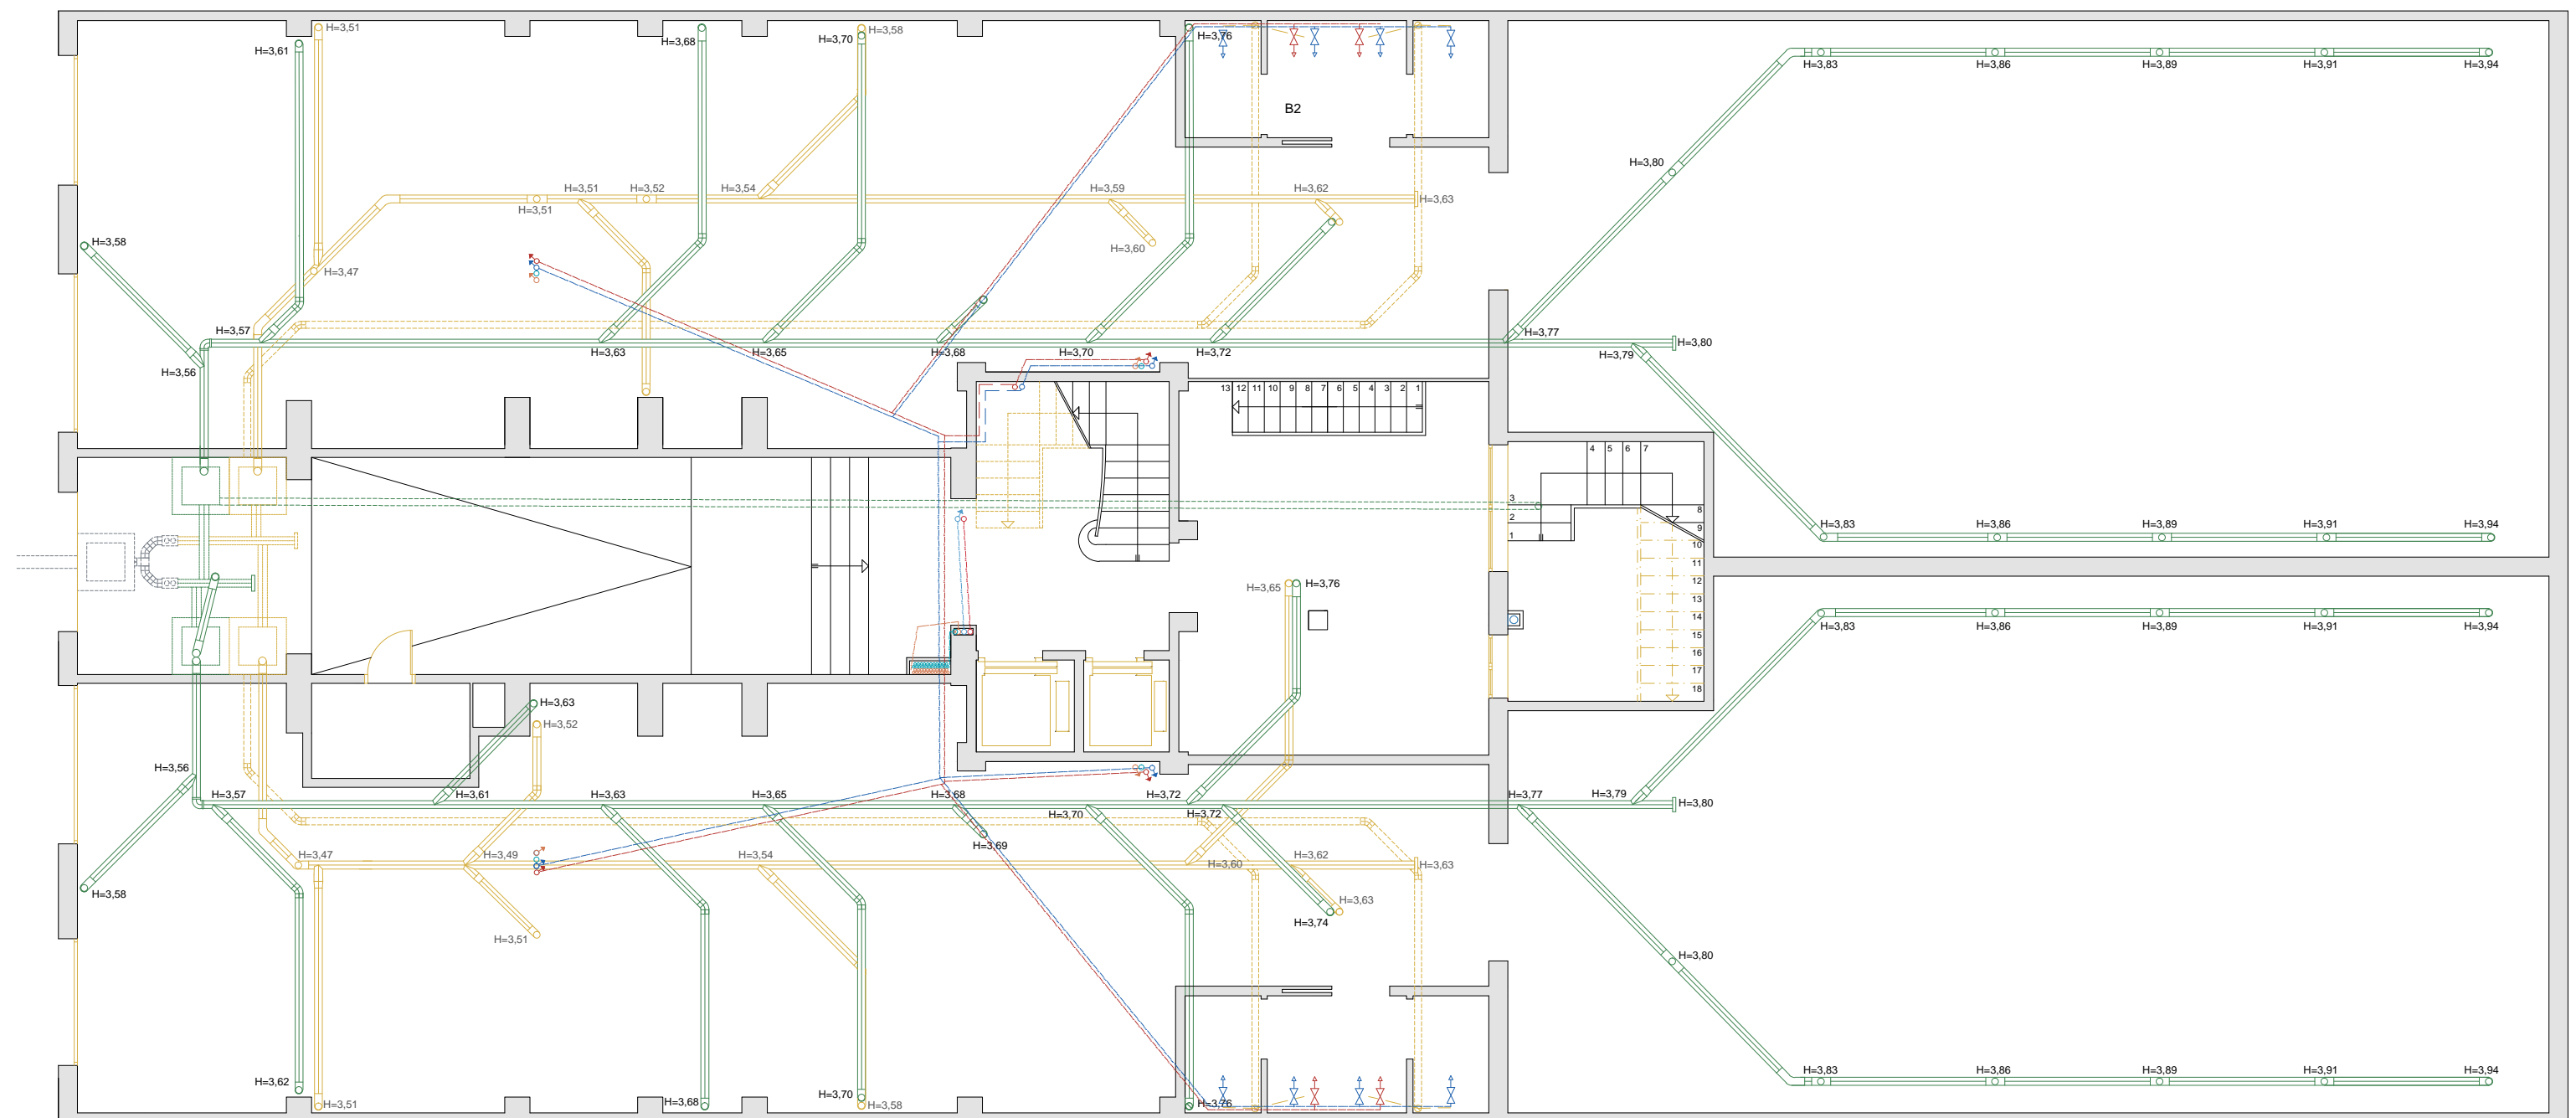 H=3,51
H=3,58
H=3,61
H=3,68
H=3,70
H=3,76
H=3,83
H=3,86
H=3,89
H=3,91
H=3,94
B2
H=3,80
H=3,51
H=3,52
H=3,54
H=3,59
H=3,62
H=3,63
H=3,51
H=3,58
H=3,60
H=3,47
H=3,57
H=3,77
H=3,80
H=3,56
H=3,63
H=3,65
H=3,68
H=3,70
H=3,72
H=3,79
13 12 11 10 9 8 7 6 5 4 3 2 1
4 5 6 7
3
2
1
8
9
10
11
12
13
14
15
16
17
18
H=3,83
H=3,86
H=3,89
H=3,91
H=3,94
H=3,65
H=3,76
H=3,83
H=3,86
H=3,89
H=3,91
H=3,94
H=3,63
H=3,52
H=3,56
H=3,57
H=3,61
H=3,63
H=3,65
H=3,68
H=3,72
H=3,77
H=3,79
H=3,80
H=3,70
H=3,72
H=3,69
H=3,47
H=3,49
H=3,54
H=3,60
H=3,62
H=3,63
H=3,58
H=3,63
H=3,74
H=3,51
H=3,80
H=3,83
H=3,86
H=3,89
H=3,91
H=3,94
H=3,62
H=3,51
H=3,68
H=3,70
H=3,58
H=3,76